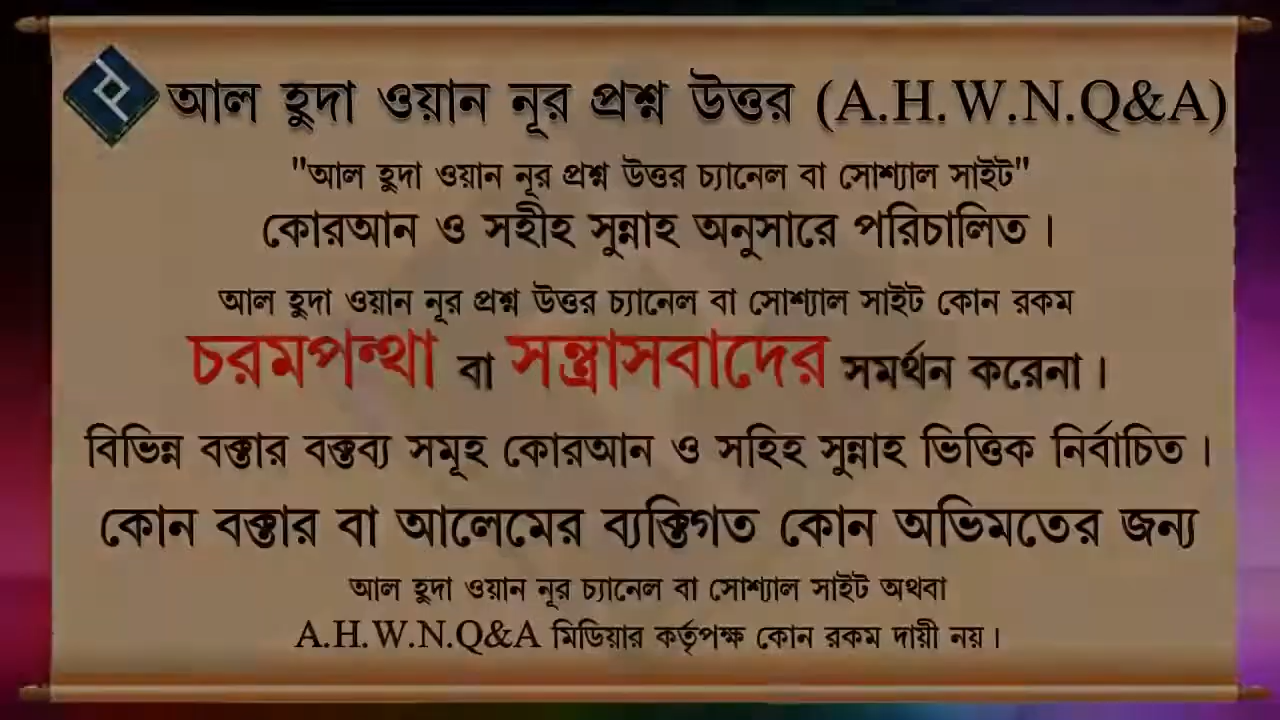 আল হুদা ওয়ান নূর প্রশ্ন উত্তর (A.H.W.N.Q&A)
"আল হুদা ওয়ান নূর প্রশ্ন উত্তর চ্যানেল বা সোশ্যাল সাইট"
কোরআন ও সহীহ সুন্নাহ অনুসারে পরিচালিত ।
আল হুদা ওয়ান নূর প্রশ্ন উত্তর চ্যানেল বা সোশ্যাল সাইট কোন রকম
চরমপন্থা বা সন্ত্রাসবাদের সমর্থন করেনা ।
বিভিন্ন বক্তার বক্তব্য সমূহ কোরআন ও সহিহ সুন্নাহ ভিত্তিক নির্বাচিত ।
কোন বক্তার বা আলেমের ব্যক্তিগত কোন অভিমতের জন্য
আল হুদা ওয়ান নূর চ্যানেল বা সোশ্যাল সাইট অথবা
A.H.W.N.Q&A মিডিয়ার কর্তৃপক্ষ কোন রকম দায়ী নয় ।